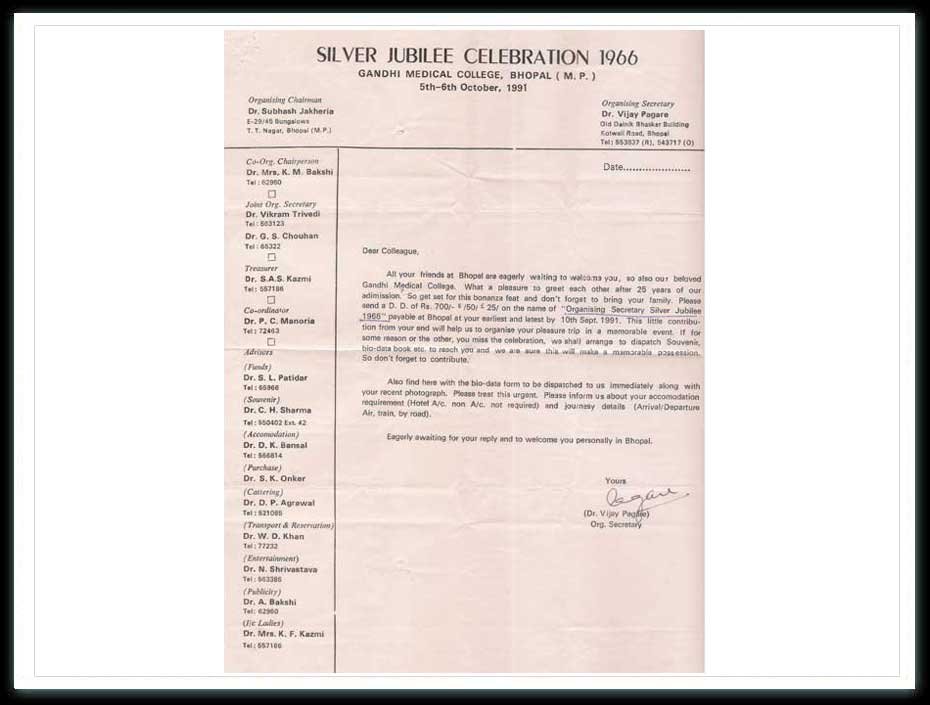 SILVER JUBILEE CELEBRATION 1966
GANDHI MEDICAL COLLEGE, BHOPAL ( M. P. )
5th–6th October, 1991
Organising Chairman
Dr. Subhash Jakheria
E-29/45 Bungalows
T. T. Nagar, Bhopal (M.P.)
Organising Secretary
Dr. Vijay Pagare
Old Dainik Bhasker Building
Kotwali Road, Bhopal
Tel: 553837 (R), 543717 (O)
Co-Org. Chairperson
Dr. Mrs. K. M. Bakshi
Tel : 62960
Joint Org. Secretary
Dr. Vikram Trivedi
Tel : 553123
Dr. G. S. Chouhan
Tel : 65322
Treasurer
Dr. S.A.S. Kazmi
Tel : 557186
Co-ordinator
Dr. P. C. Manoria
Tel : 72463
Advisers
(Funds)
Dr. S. L. Patidar
Tel : 65968
(Souvenir)
Dr. C. H. Sharma
Tel : 550402 Ext. 42
(Accomodation)
Dr. D. K. Bansal
Tel : 566814
(Purchase)
Dr. S. K. Onker
(Cattering)
Dr. D. P. Agrawal
Tel : 521085
(Transport & Reservation)
Dr. W. D. Khan
Tel : 77232
(Entertainment)
Dr. N. Shrivastava
Tel : 563386
(Publicity)
Dr. A. Bakshi
Tel : 62960
(I/c Ladies)
Dr. Mrs. K. F. Kazmi
Tel : 557186
Date......................
Dear Colleague,
All your friends at Bhopal are eagerly waiting to welcome you, so also our beloved
Gandhi Medical College. What a pleasure to greet each other after 25 years of our
admission. So get set for this bonanza feat and don't forget to bring your family. Please
send a D. D. of Rs. 700/- $ /50/ £ 25/ on the name of "Organising Secretary Silver Jubilee
1966" payable at Bhopal at your earliest and latest by 10th Sept. 1991. This little contribu-
tion from your end will help us to organise your pleasure trip in a memorable event. If for
some reason or the other, you miss the celebration, we shall arrange to dispatch Souvenir,
bio-data book etc. to reach you and we are sure this will make a memorable possession.
So don't forget to contribute.
Also find here with the bio-data form to be dispatched to us immediately along with
your recent photograph. Please treat this urgent. Please inform us about your accomodation
requirement (Hotel A/c. non A/c. not required) and journesy details (Arrival/Departure
Air, train, by road).
Eagerly awaiting for your reply and to welcome you personally in Bhopal.
Yours
Pagare
(Dr. Vijay Pagare)
Org. Secretary